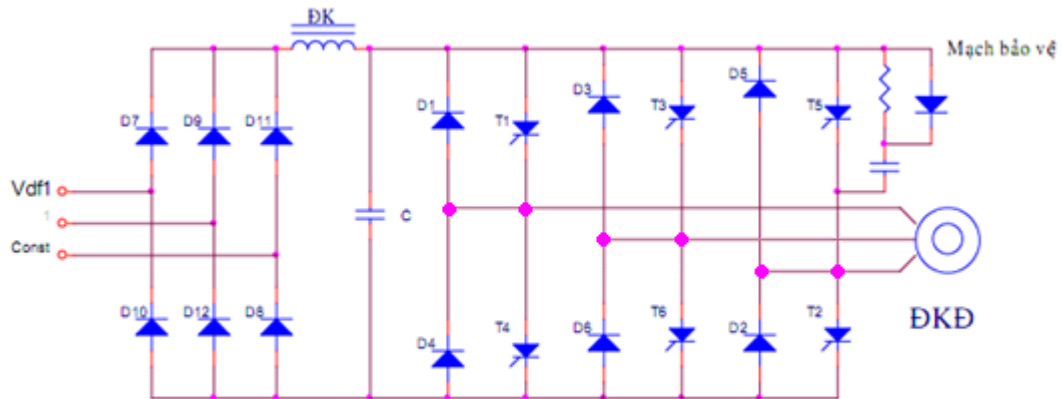 ĐK
Mạch bảo vệ
D1
D3
D5
D7
D9
D11
T1
T3
T5
Vdf1
1
Const
C
D10
D12
D8
D4
T4
D6
T6
D2
T2
ĐKĐ